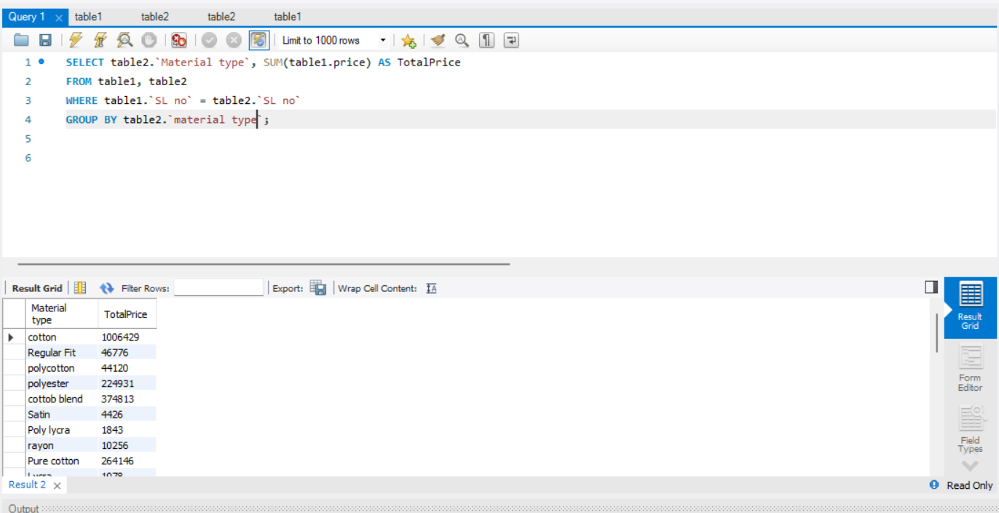 Query 1 × table1 table2 table2 table1
Limit to 1000 rows
1 SELECT table2.`Material type`, SUM(table1.price) AS TotalPrice
2 FROM table1, table2
3 WHERE table1.`SL no` = table2.`SL no`
4 GROUP BY table2.`material type`;
5
6
Result Grid Filter Rows: Export: Wrap Cell Content: IA
Material
type TotalPrice
cotton 1006429
Regular Fit 46776
polycotton 44120
polyester 224931
cottob blend 374813
Satin 4426
Poly lycra 1843
rayon 10256
Pure cotton 264146
Lycra 1978
Result
Grid
Form
Editor
Field
Types
Result 2 × Read Only
Output